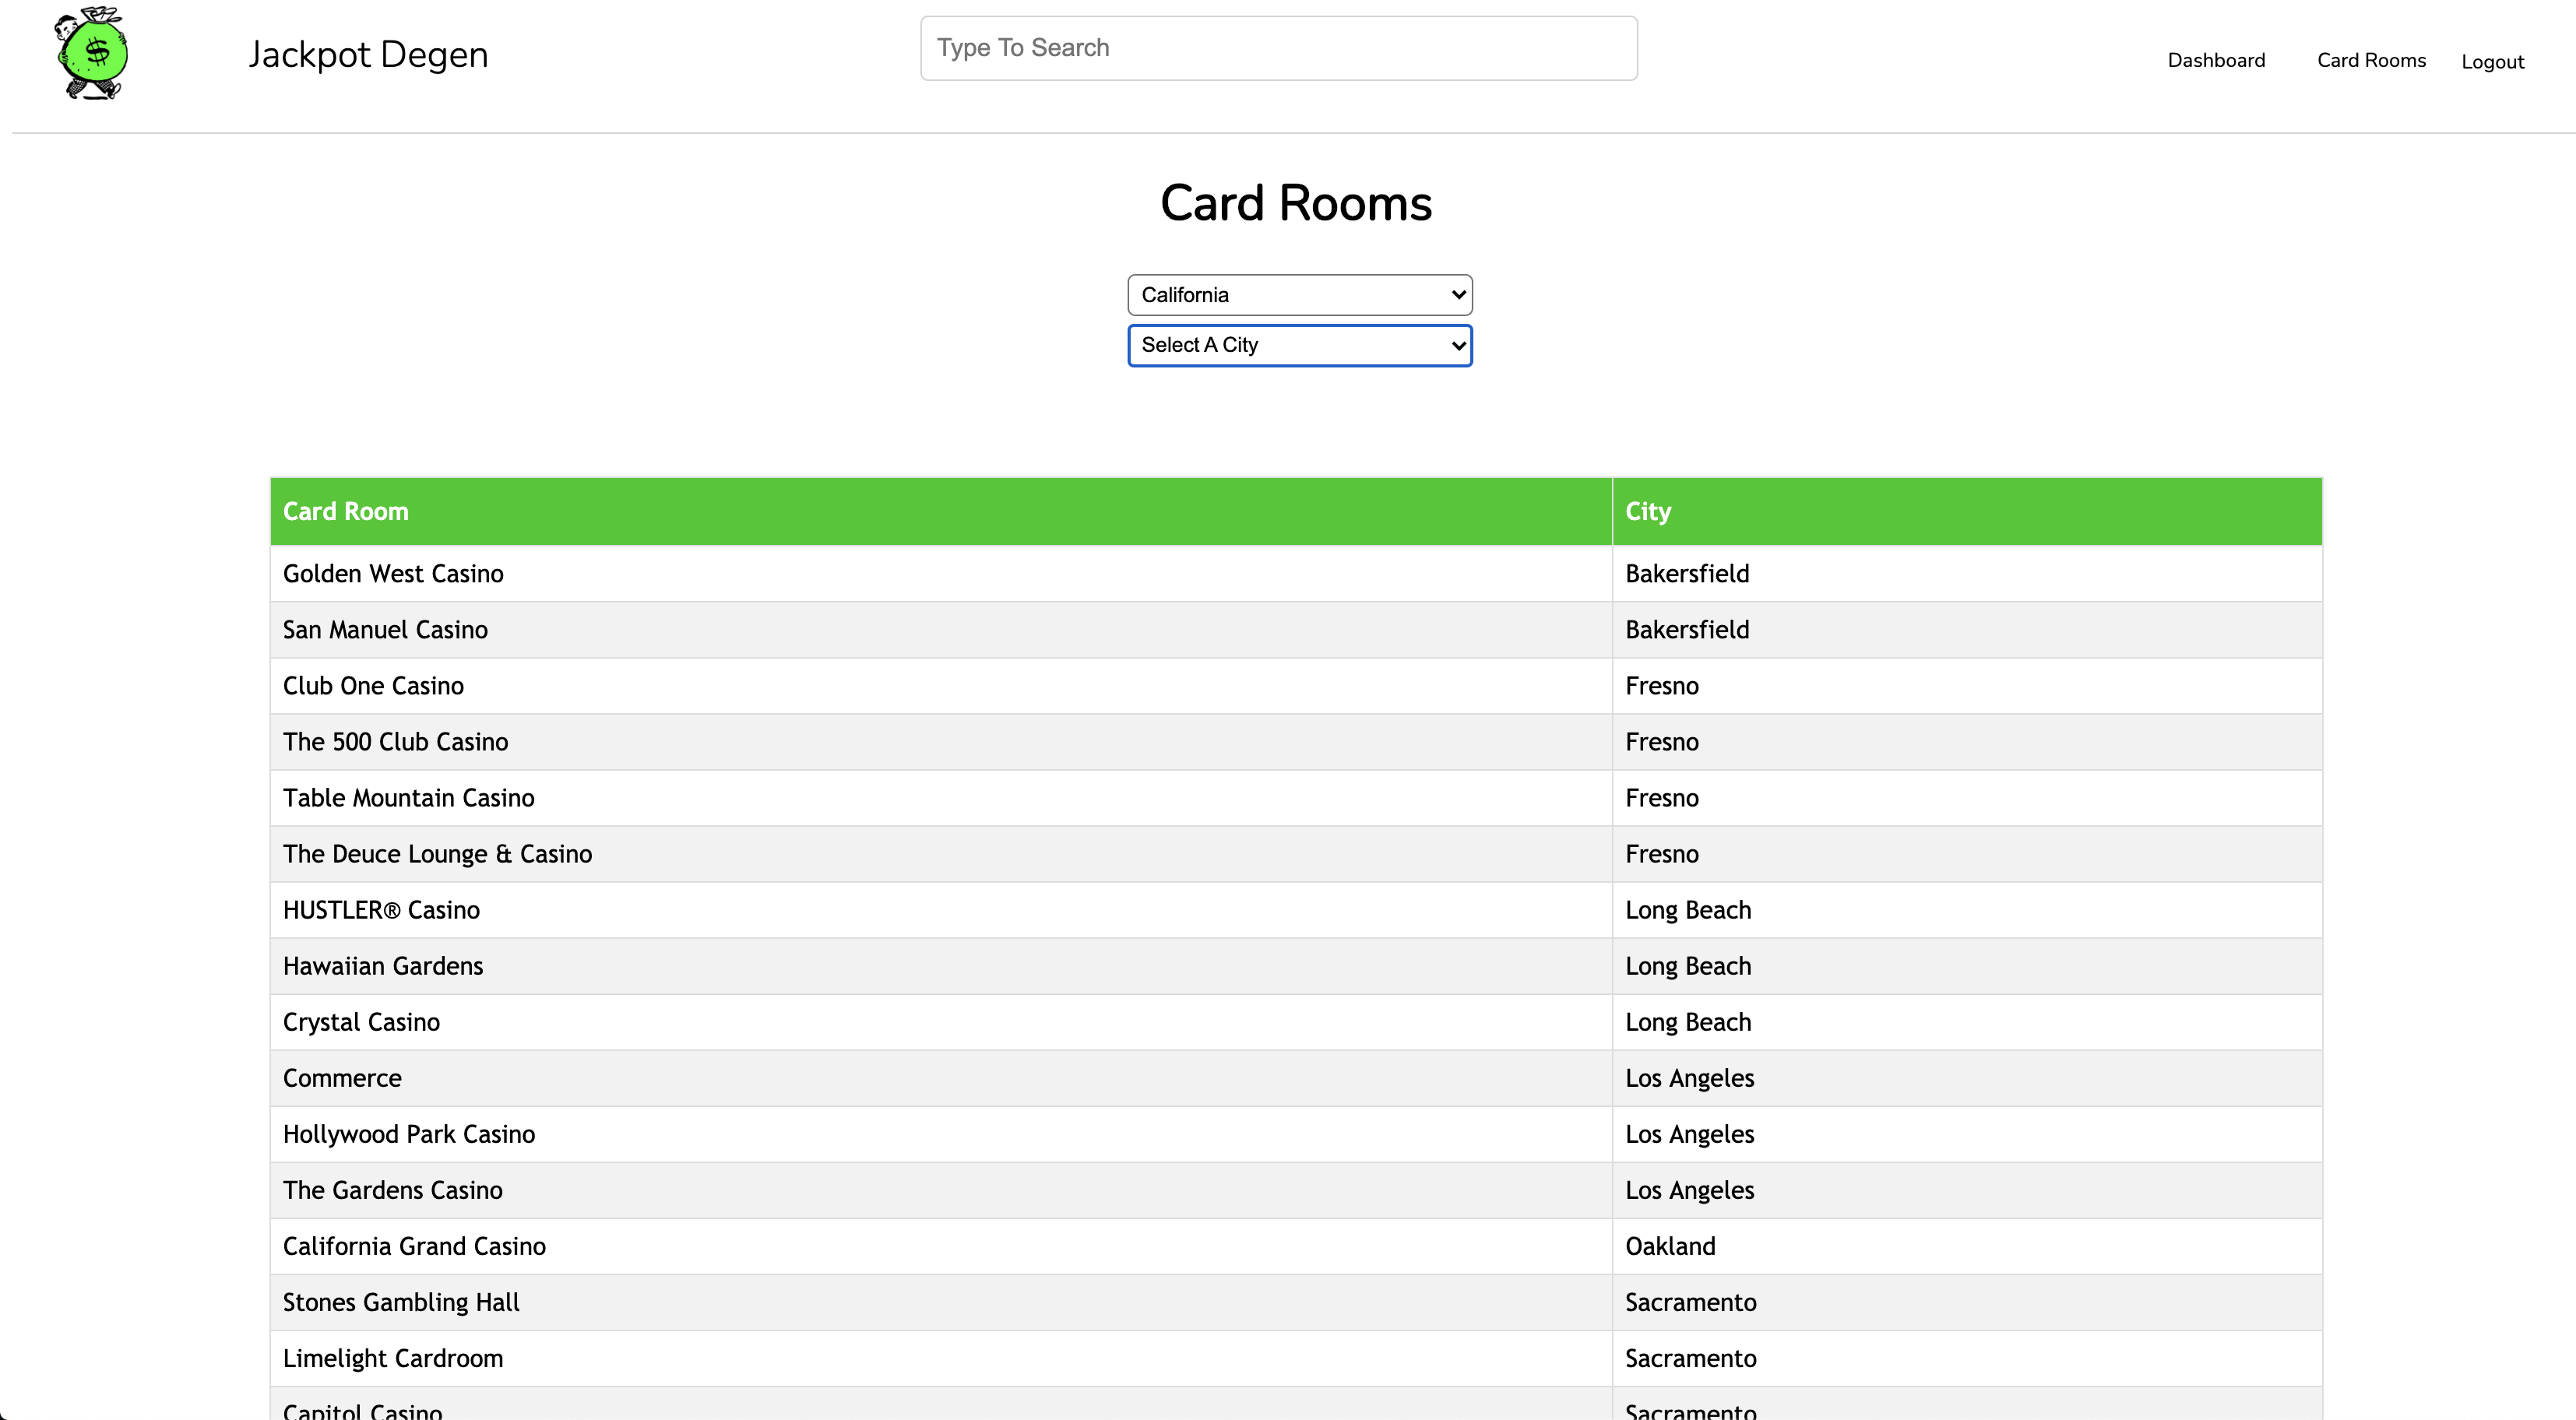 $
Jackpot Degen
Type To Search
Dashboard Card Rooms Logout
Card Rooms
California
Select A City
Card Room City
Golden West Casino Bakersfield
San Manuel Casino Bakersfield
Club One Casino Fresno
The 500 Club Casino Fresno
Table Mountain Casino Fresno
The Deuce Lounge & Casino Fresno
HUSTLER® Casino Long Beach
Hawaiian Gardens Long Beach
Crystal Casino Long Beach
Commerce Los Angeles
Hollywood Park Casino Los Angeles
The Gardens Casino Los Angeles
California Grand Casino Oakland
Stones Gambling Hall Sacramento
Limelight Cardroom Sacramento
Capitol Casino Sacramento